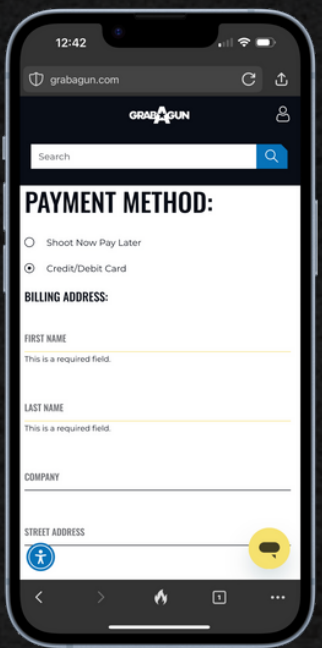 12:42
grabagun.com
GRABAGUN
Search
PAYMENT METHOD:
Shoot Now Pay Later
Credit/Debit Card
BILLING ADDRESS:
FIRST NAME
This is a required field.
LAST NAME
This is a required field.
COMPANY
STREET ADDRESS
1